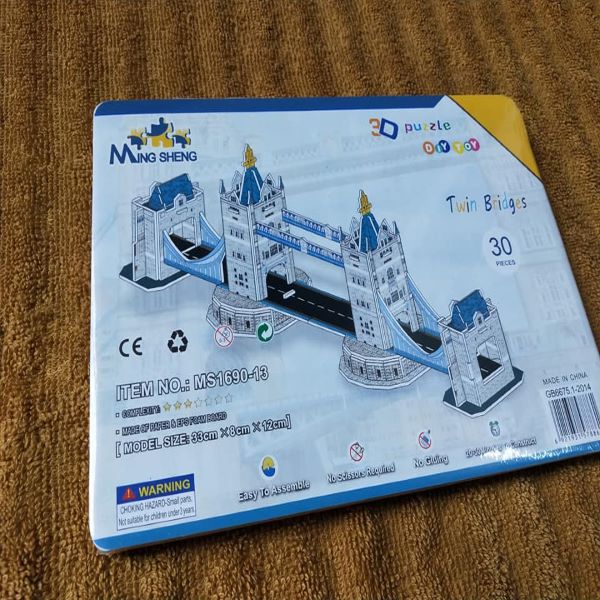 MING SHENG
3D puzzle
DIY TOY
Twin Bridges
30
PIECES
CE
ITEM NO.: MS1690-13
• COMPLEXITY:
• MADE OF PAPER & EPS FOAM BOARD
[ MODEL SIZE: 33cm ×8cm ×12cm]
MADE IN CHINA
GB6675.1-2014
WARNING
CHOKING HAZARD-Small parts.
Not suitable for children under 3 years.
Easy To Assemble
No Scissors Required
No Gluing